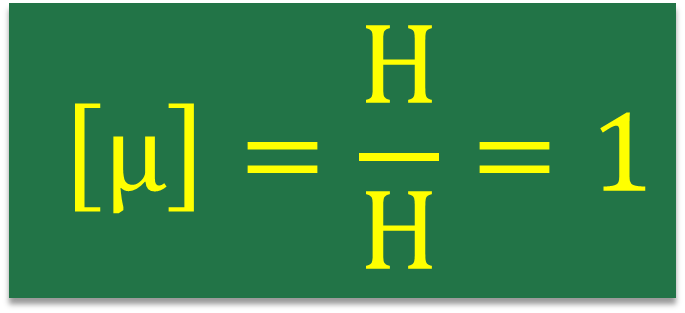 [μ] = H/H = 1